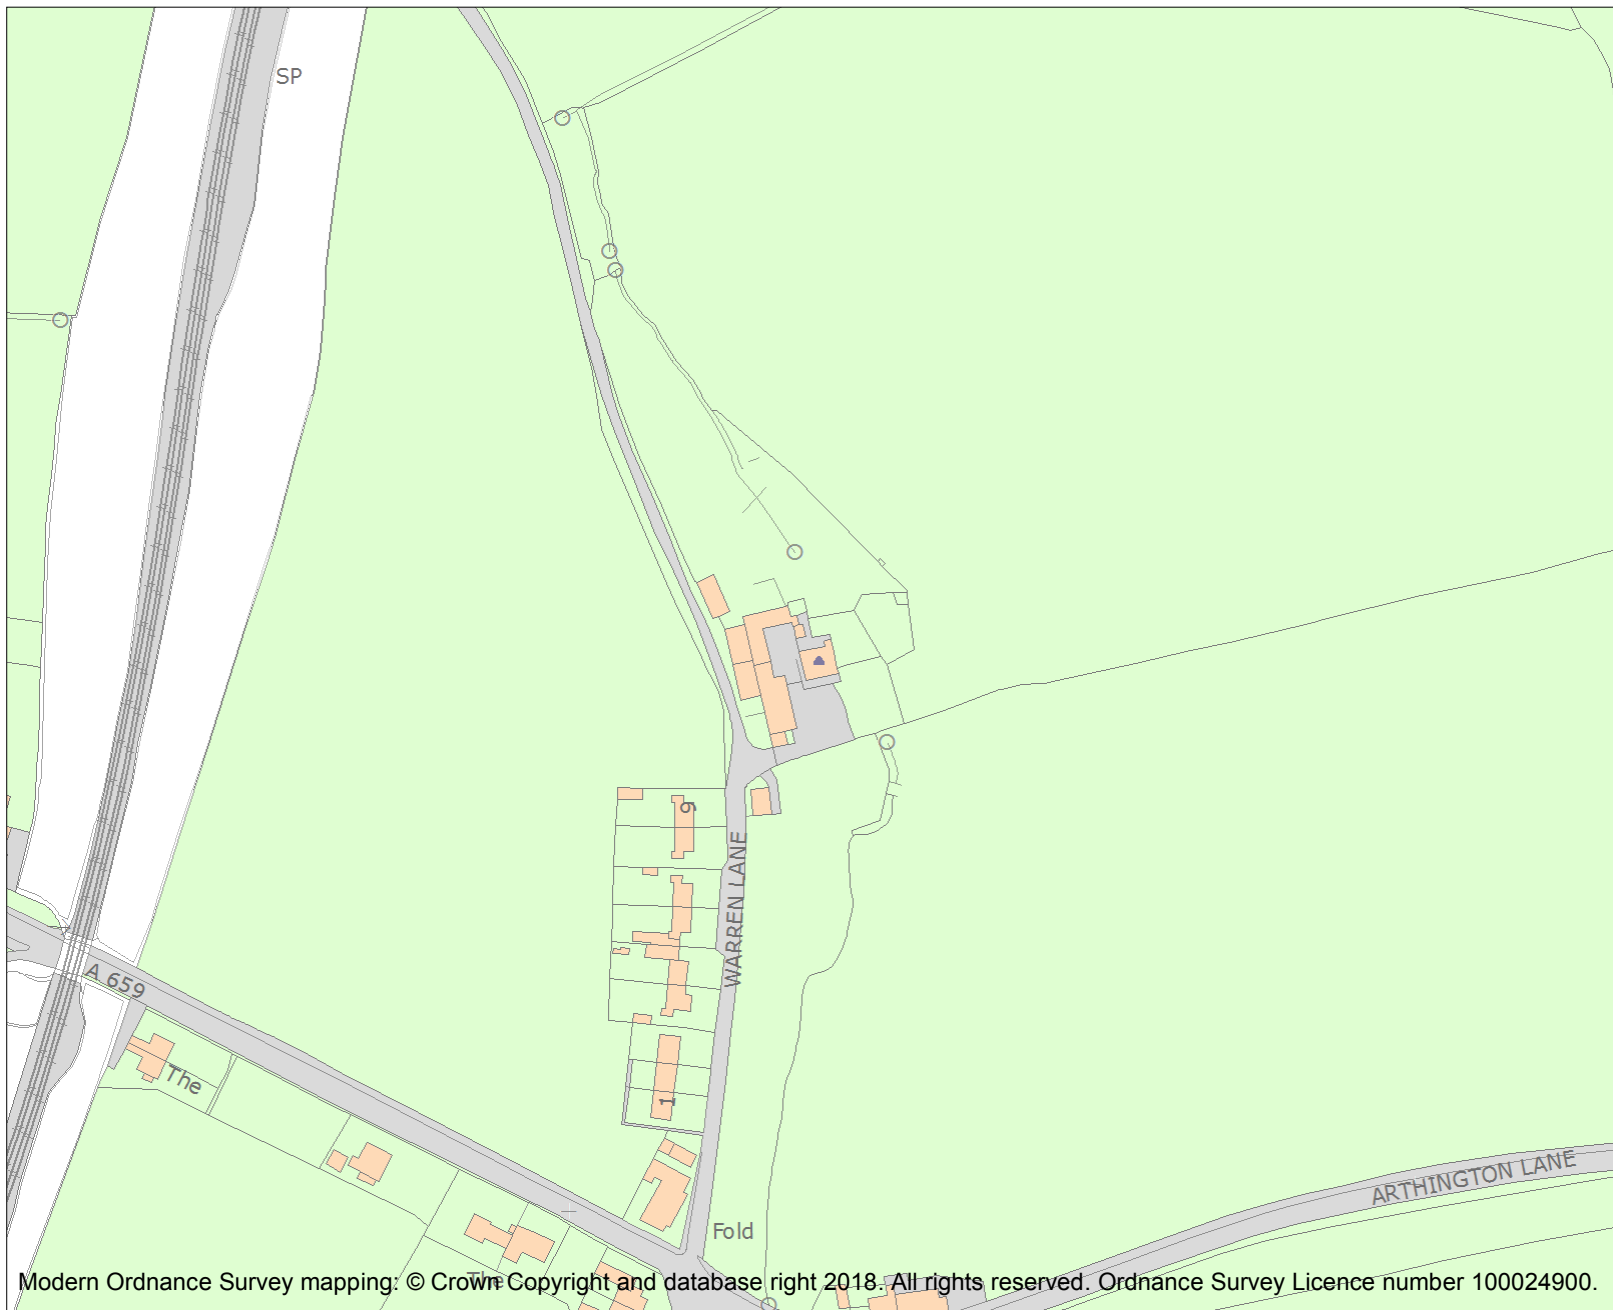 SP
9
WARREN LANE
A 659
The
1
ARTHINGTON LANE
Fold
The
Modern Ordnance Survey mapping: © Crown Copyright and database right 2018. All rights reserved. Ordnance Survey Licence number 100024900.